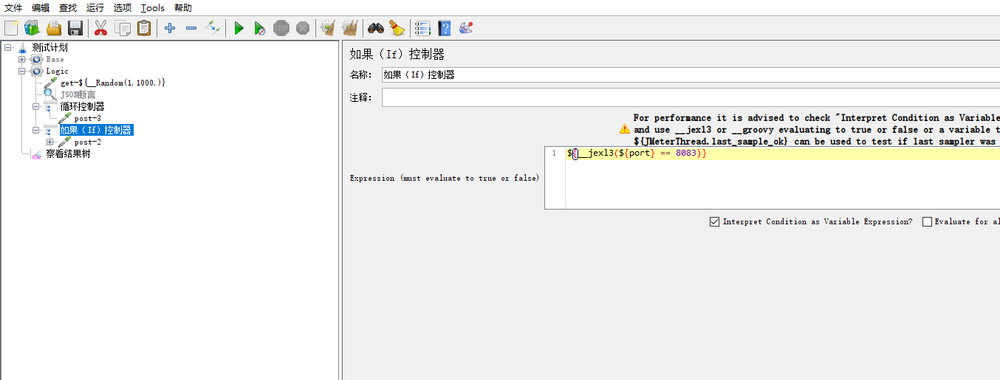 文件 编辑 查找 运行 选项 Tools 帮助
测试计划
Base
Logic
get-${__Random(1,1000,)}
JSON断言
循环控制器
post-3
如果（If）控制器
post-2
察看结果树
如果（If）控制器
名称： 如果（If）控制器
注释：
For performance it is advised to check "Interpret Condition as Variable
and use __jexl3 or __groovy evaluating to true or false or a variable t
${JMeterThread.last_sample_ok} can be used to test if last sampler was
Expression (must evaluate to true or false)
1 ${__jexl3(${port} == 8083)}
Interpret Condition as Variable Expression? Evaluate for al